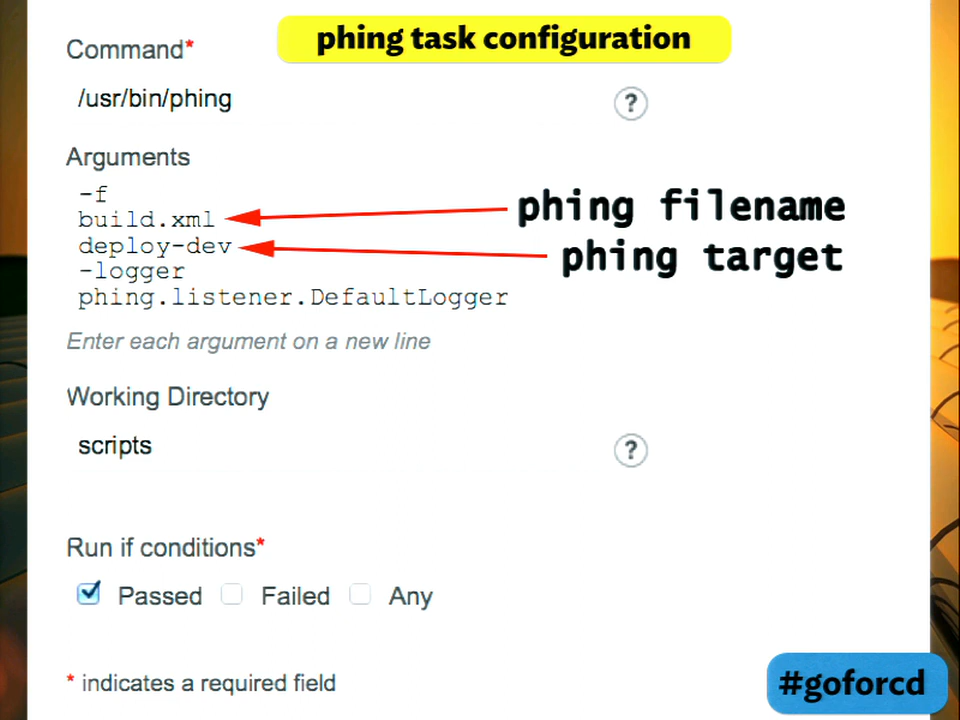 phing task configuration
Command*
/usr/bin/phing
?
Arguments
-f
build.xml
phing filename
deploy-dev
phing target
-logger
phing.listener.DefaultLogger
Enter each argument on a new line
Working Directory
scripts
?
Run if conditions*
Passed Failed Any
* indicates a required field
#goforcd